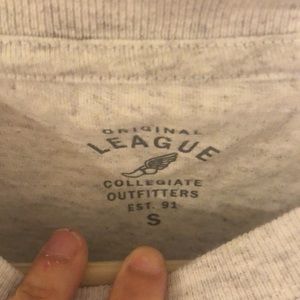 ORIGINAL
LEAGUE
COLLEGIATE
OUTFITTERS
EST. 91
S